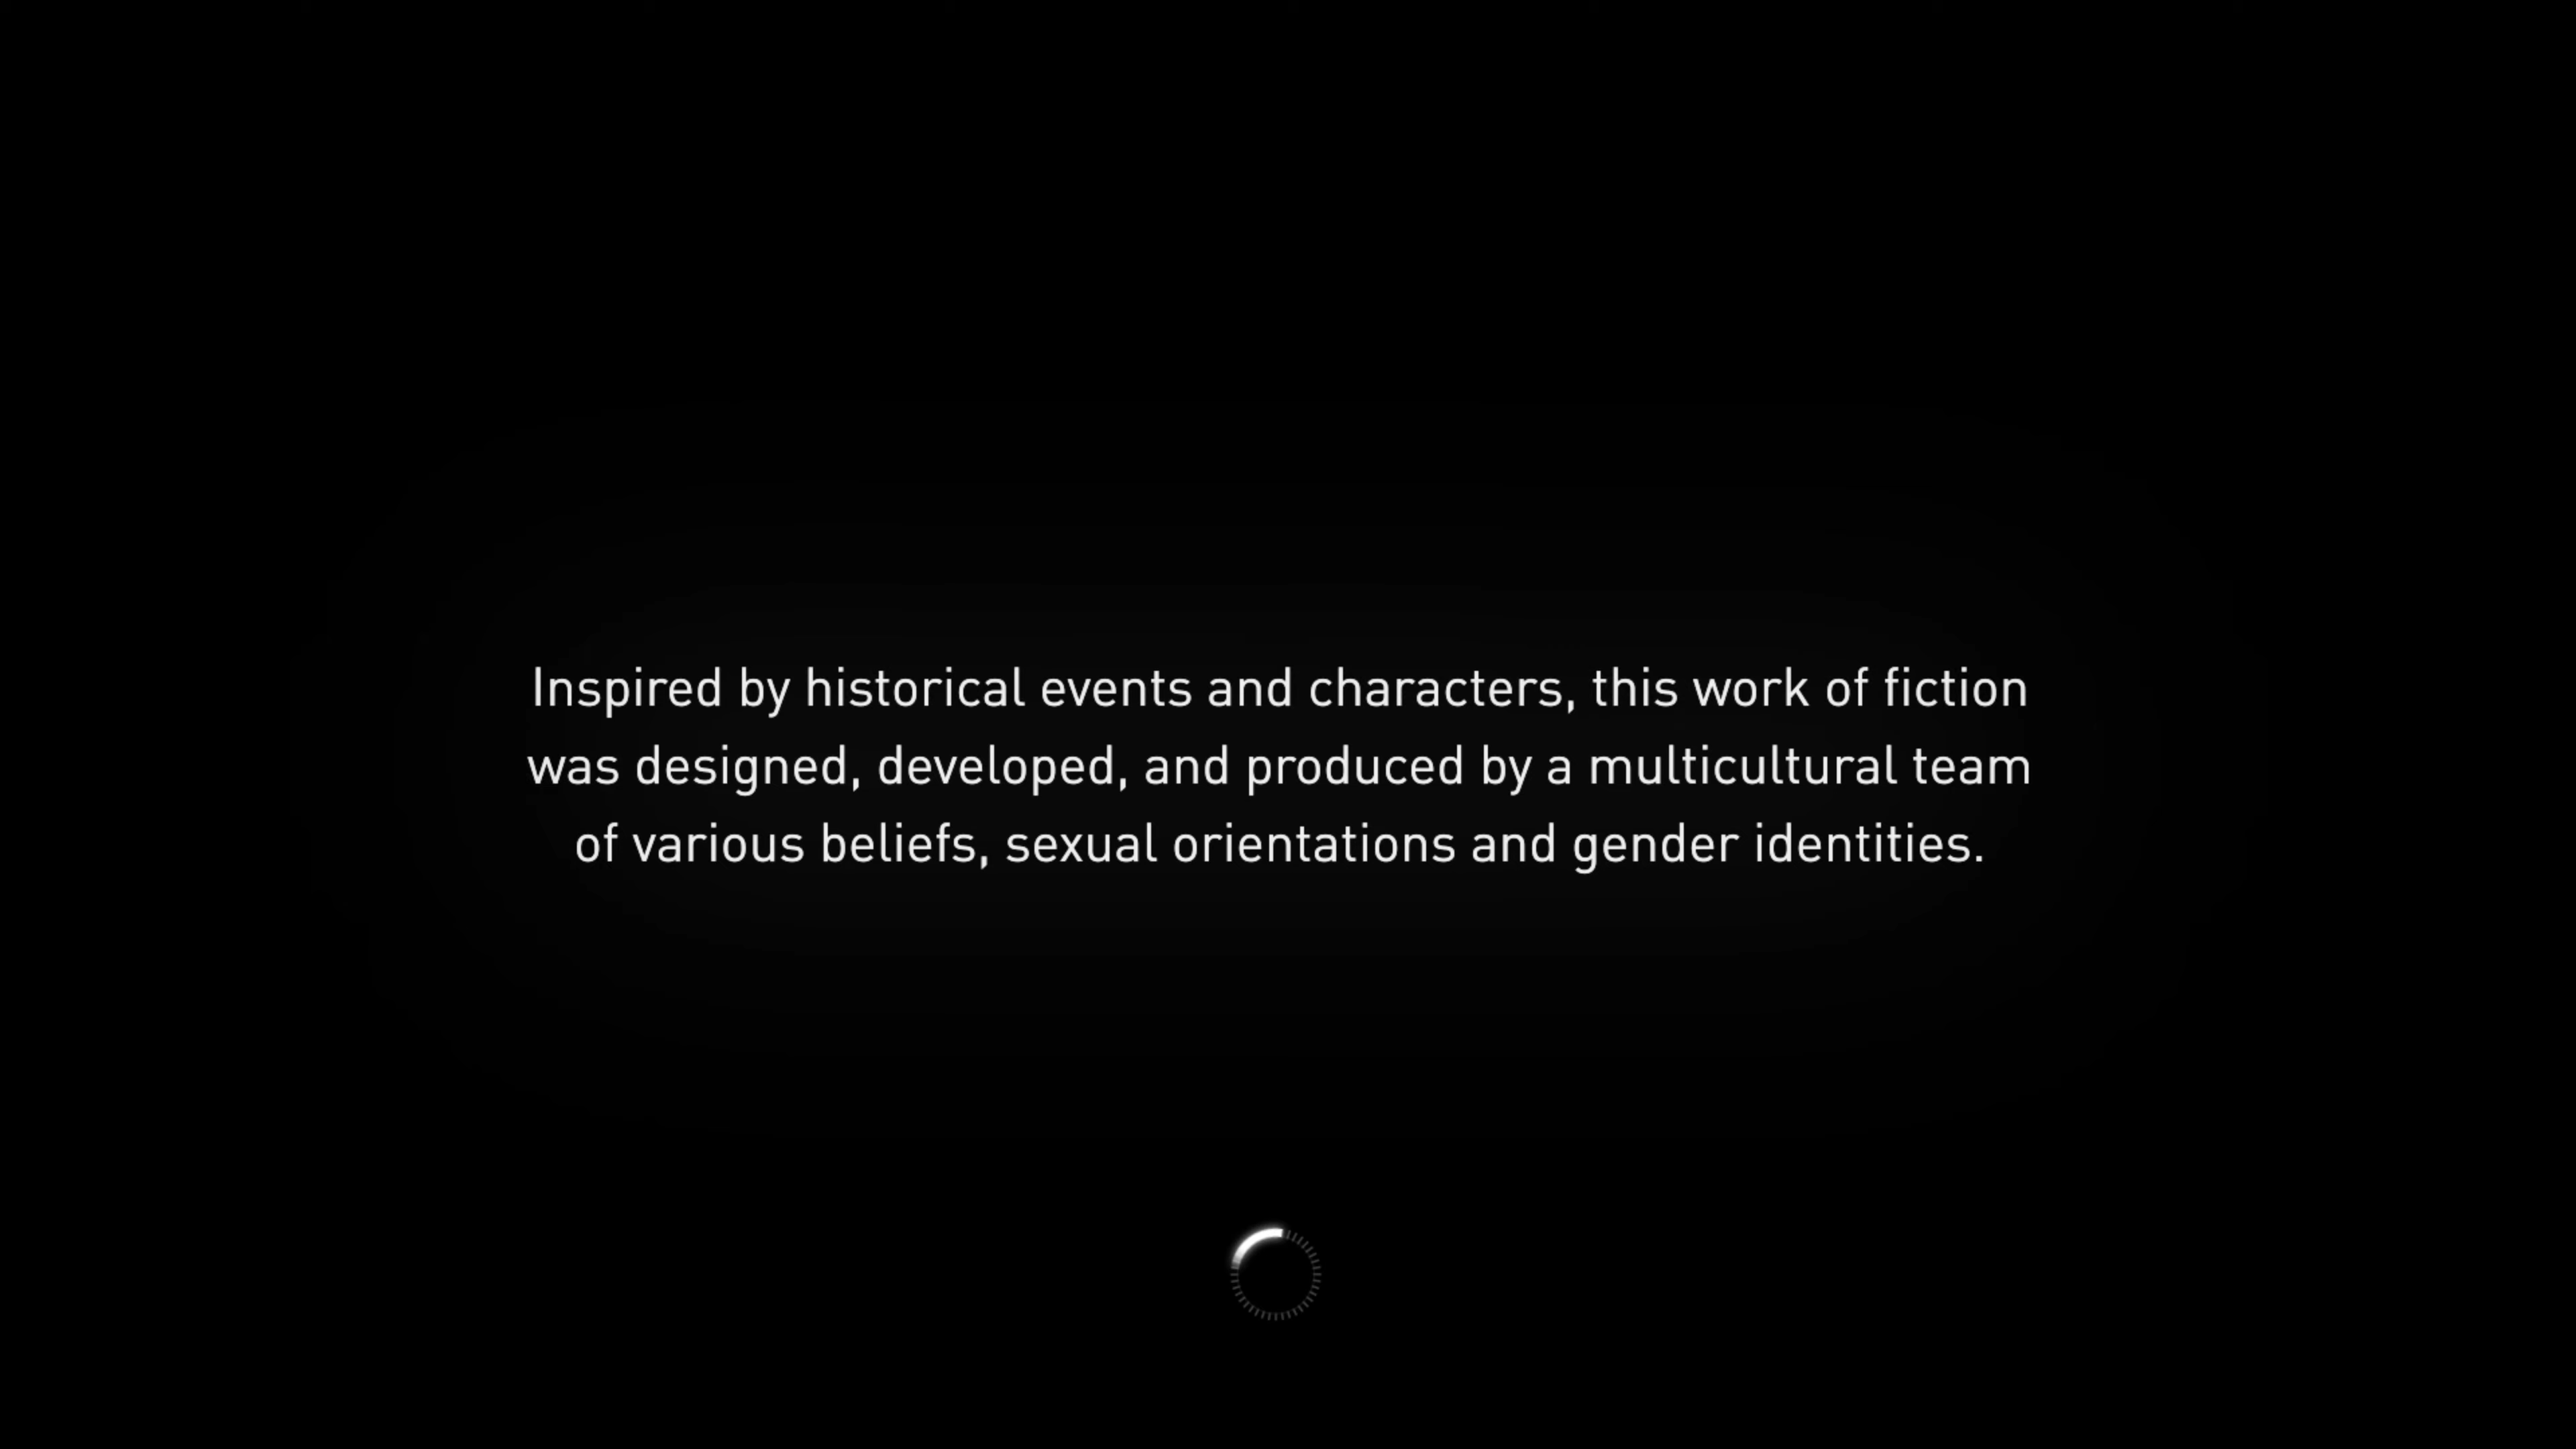 Inspired by historical events and characters, this work of fiction
was designed, developed, and produced by a multicultural team
of various beliefs, sexual orientations and gender identities.